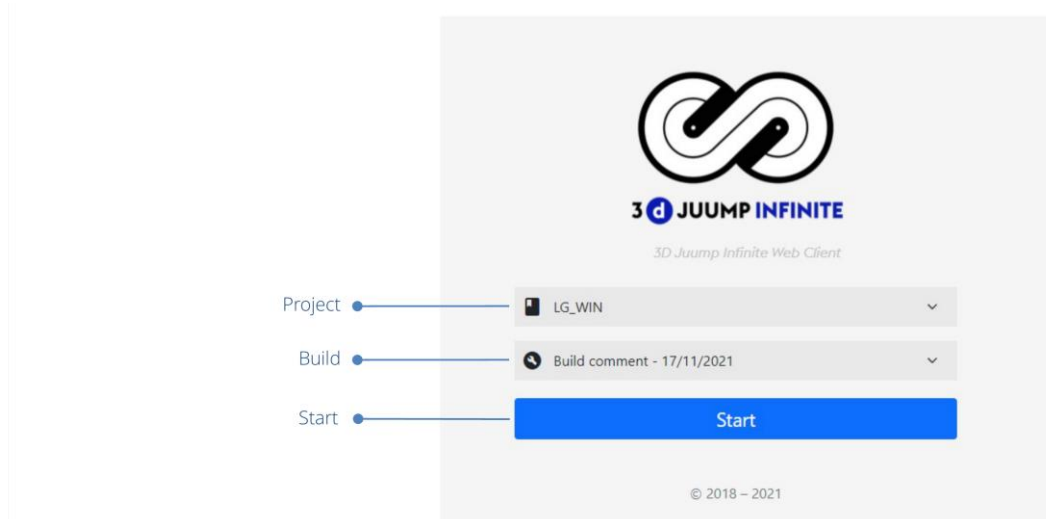 3 d JUUMP INFINITE
3D Juump Infinite Web Client
Project
LG_WIN
Build
Build comment - 17/11/2021
Start
Start
© 2018 – 2021